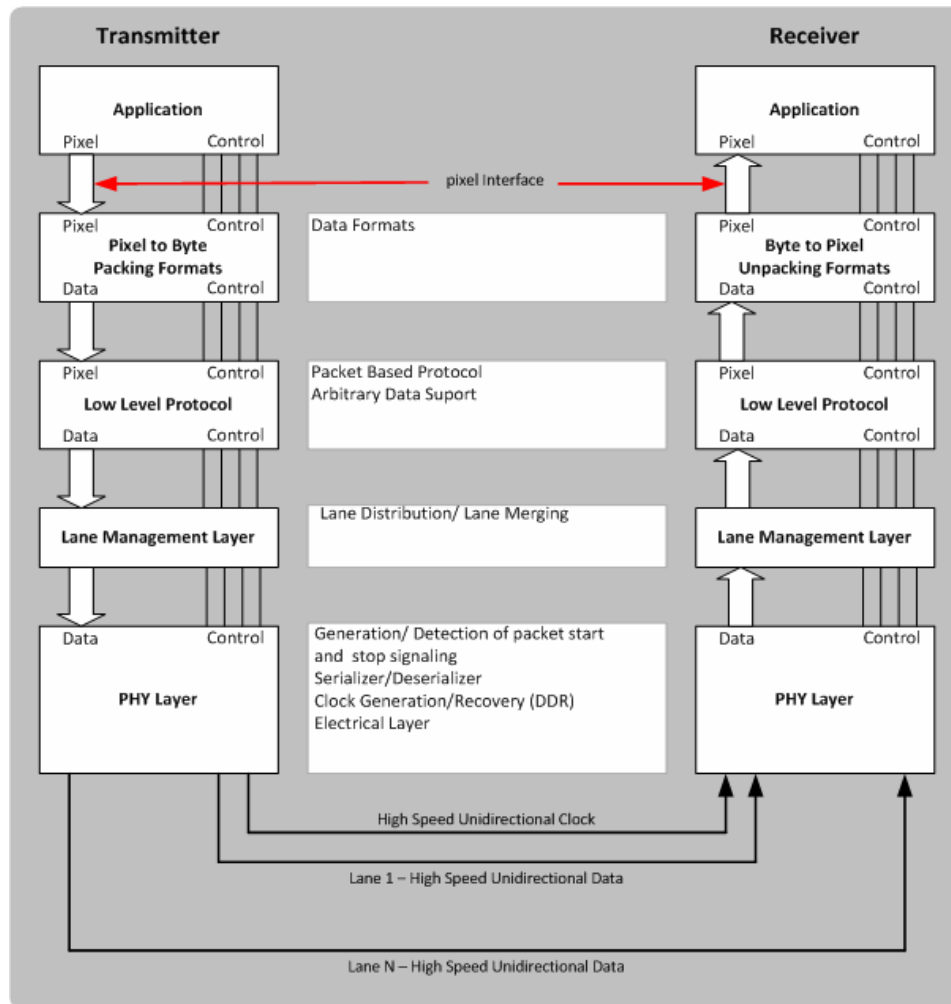 Transmitter
Receiver
Application
Pixel
Control
Application
Pixel
Control
pixel Interface
Pixel
Control
Pixel to Byte
Packing Formats
Data
Control
Data Formats
Pixel
Control
Byte to Pixel
Unpacking Formats
Data
Control
Pixel
Control
Low Level Protocol
Data
Control
Packet Based Protocol
Arbitrary Data Suport
Pixel
Control
Low Level Protocol
Data
Control
Lane Management Layer
Lane Distribution/ Lane Merging
Lane Management Layer
Data
Control
PHY Layer
Generation/ Detection of packet start
and stop signaling
Serializer/Deserializer
Clock Generation/Recovery (DDR)
Electrical Layer
Data
Control
PHY Layer
High Speed Unidirectional Clock
Lane 1 – High Speed Unidirectional Data
Lane N – High Speed Unidirectional Data